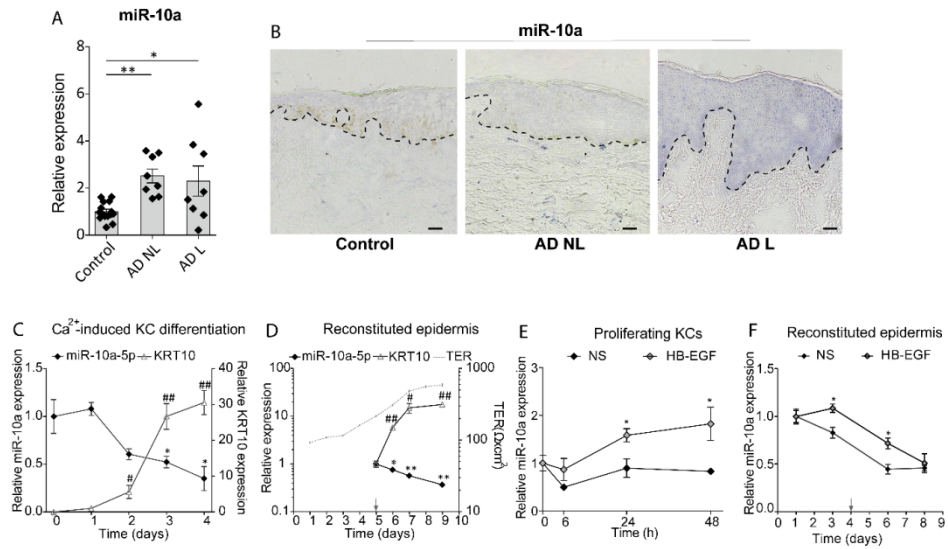 A
miR-10a
Relative expression
8
6
4
2
0
*
**
Control
AD NL
AD L
B
miR-10a
Control
AD NL
AD L
C
Ca2+-induced KC differentiation
miR-10a-5p KRT10
Relative miR-10a expression
1.5
1.0
0.5
0.0
Relative KRT10 expression
40
30
20
10
0
#
##
##
*
*
0 1 2 3 4
Time (days)
D
Reconstituted epidermis
miR-10a-5p KRT10 TER
Relative expression
100
10
1
0.1
TER(Ωxcm2)
1000
100
10
##
#
##
*
**
**
0 1 2 3 4 5 6 7 8 9 10
Time (days)
E
Proliferating KCs
NS HB-EGF
Relative miR-10a expression
3
2
1
0
*
*
0 6 24 48
Time (h)
F
Reconstituted epidermis
NS HB-EGF
Relative miR-10a expression
1.5
1.0
0.5
0.0
*
*
0 1 2 3 4 5 6 7 8 9
Time (days)